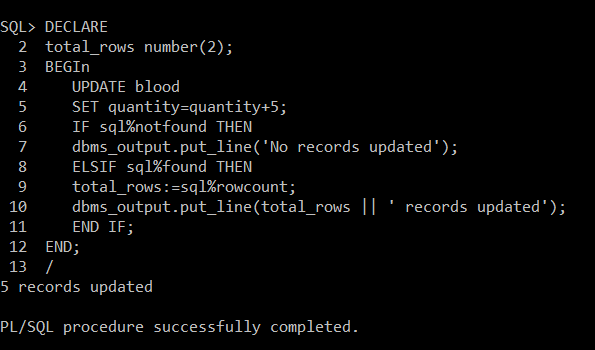 SQL> DECLARE
  2  total_rows number(2);
  3  BEGIn
  4     UPDATE blood
  5     SET quantity=quantity+5;
  6     IF sql%notfound THEN
  7     dbms_output.put_line('No records updated');
  8     ELSIF sql%found THEN
  9     total_rows:=sql%rowcount;
 10     dbms_output.put_line(total_rows || ' records updated');
 11     END IF;
 12  END;
 13  /
5 records updated

PL/SQL procedure successfully completed.